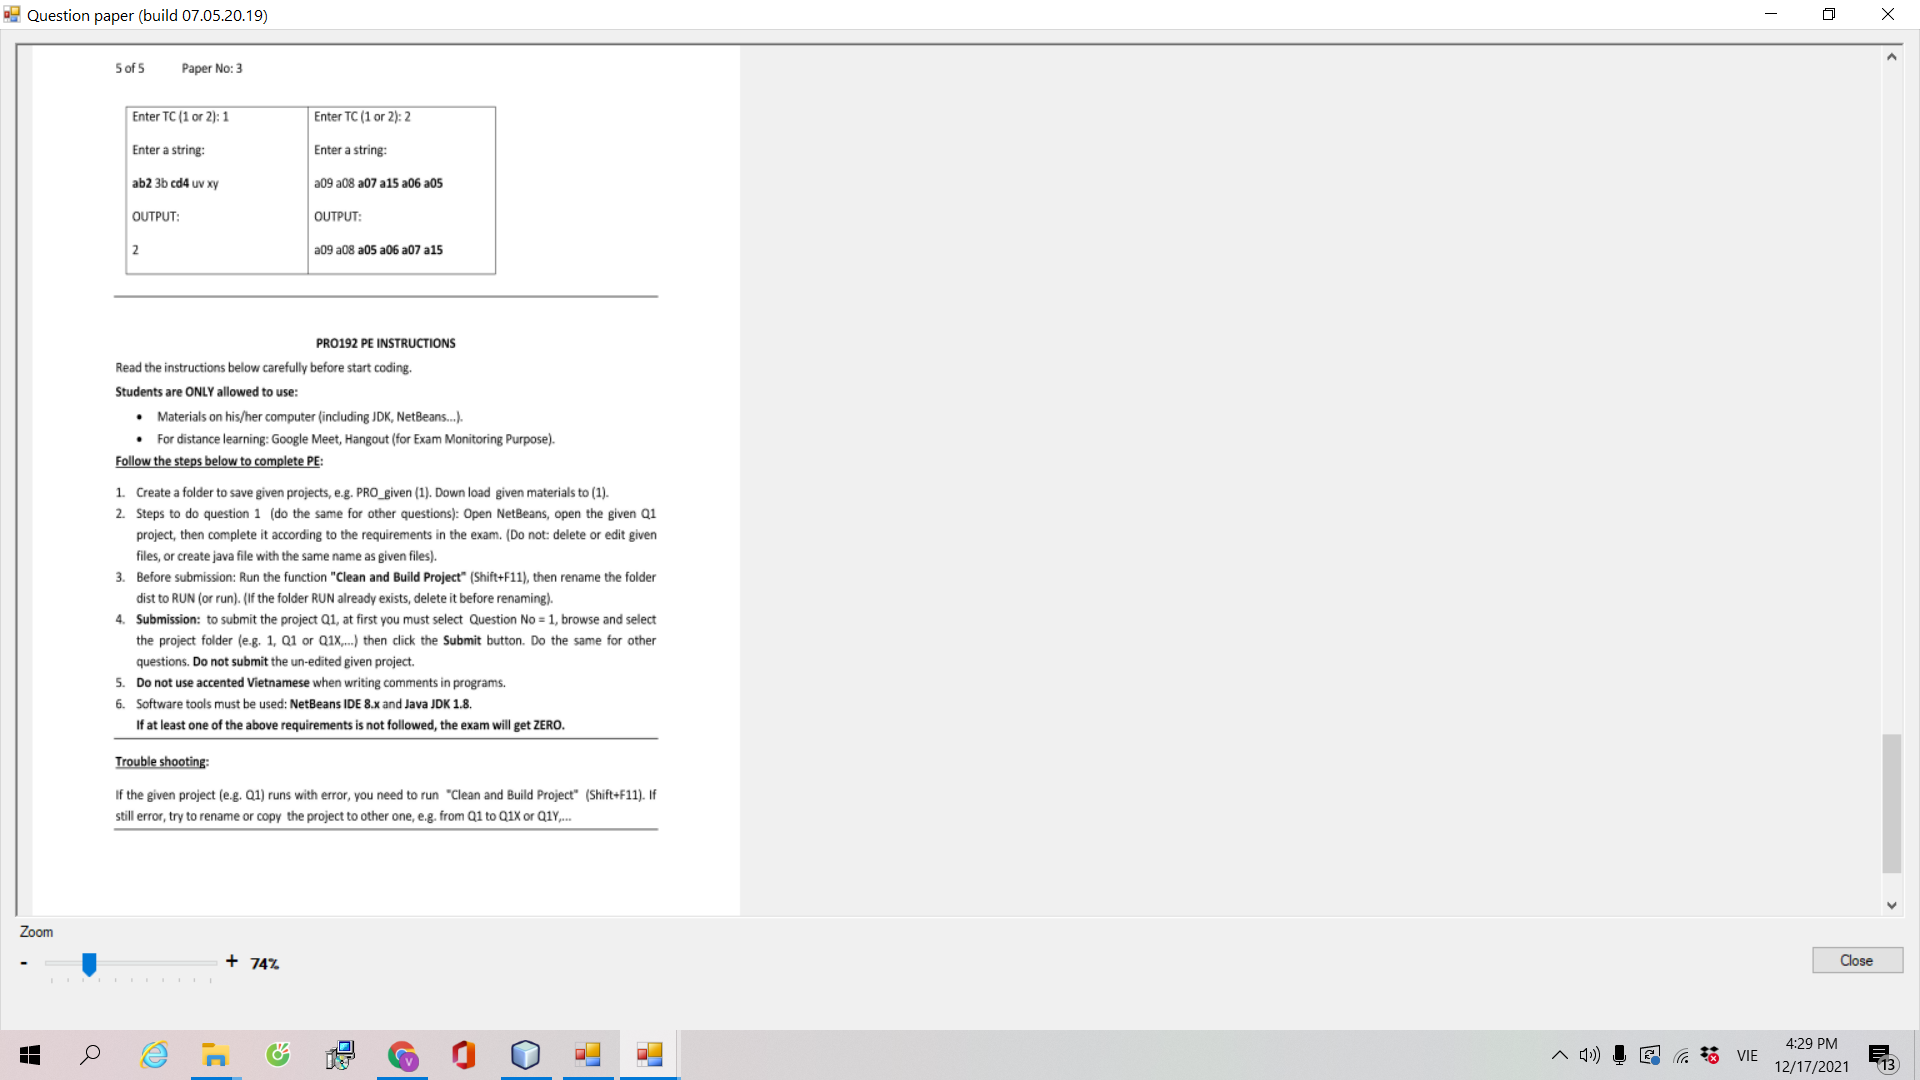 Question paper (build 07.05.20.19)
5 of 5 Paper No: 3
Enter TC (1 or 2): 1
Enter a string:
ab2 3b cd4 uv xy
OUTPUT:
2
Enter TC (1 or 2): 2
Enter a string:
a09 a08 a07 a15 a06 a05
OUTPUT:
a09 a08 a05 a06 a07 a15
PRO192 PE INSTRUCTIONS
Read the instructions below carefully before start coding.
Students are ONLY allowed to use:
• Materials on his/her computer (including JDK, NetBeans...).
• For distance learning: Google Meet, Hangout (for Exam Monitoring Purpose).
Follow the steps below to complete PE:
1. Create a folder to save given projects, e.g. PRO_given (1). Down load given materials to (1).
2. Steps to do question 1 (do the same for other questions): Open NetBeans, open the given Q1
project, then complete it according to the requirements in the exam. (Do not: delete or edit given
files, or create java file with the same name as given files).
3. Before submission: Run the function "Clean and Build Project" (Shift+F11), then rename the folder
dist to RUN (or run). (If the folder RUN already exists, delete it before renaming).
4. Submission: to submit the project Q1, at first you must select Question No = 1, browse and select
the project folder (e.g. 1, Q1 or Q1X,...) then click the Submit button. Do the same for other
questions. Do not submit the un-edited given project.
5. Do not use accented Vietnamese when writing comments in programs.
6. Software tools must be used: NetBeans IDE 8.x and Java JDK 1.8.
If at least one of the above requirements is not followed, the exam will get ZERO.
Trouble shooting:
If the given project (e.g. Q1) runs with error, you need to run "Clean and Build Project" (Shift+F11). If
still error, try to rename or copy the project to other one, e.g. from Q1 to Q1X or Q1Y,...
Zoom
- + 74%
Close
V
VIE
4:29 PM
12/17/2021
13